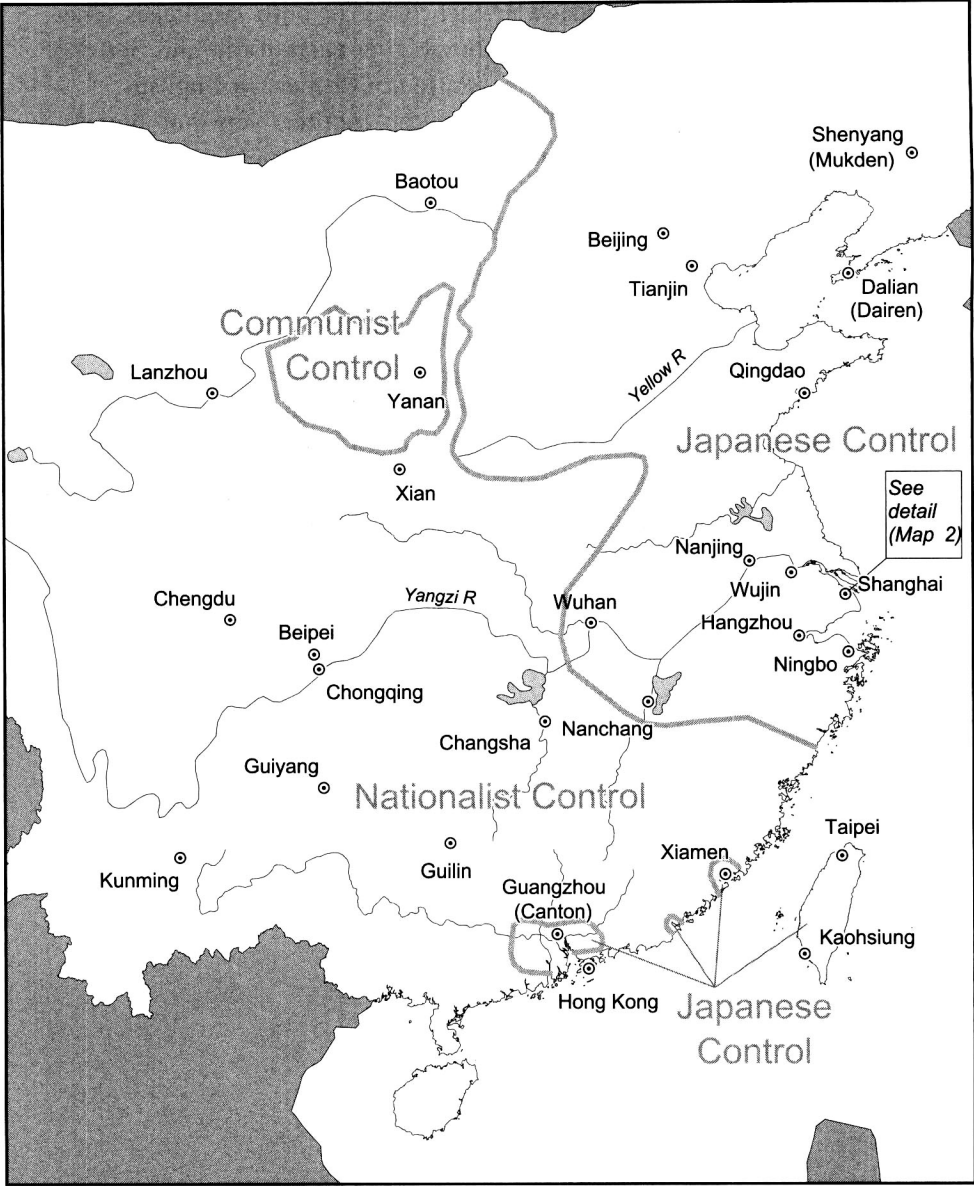 Shenyang
(Mukden)
Baotou
Beijing
Tianjin
Dalian
(Dairen)
Communist
Control
Lanzhou
Yanan
Yellow R
Qingdao
Japanese Control
Xian
See
detail
(Map 2)
Nanjing
Wujin
Shanghai
Chengdu
Yangzi R
Wuhan
Hangzhou
Beipei
Ningbo
Chongqing
Nanchang
Changsha
Guiyang
Nationalist Control
Taipei
Xiamen
Kunming
Guilin
Guangzhou
(Canton)
Kaohsiung
Hong Kong
Japanese
Control